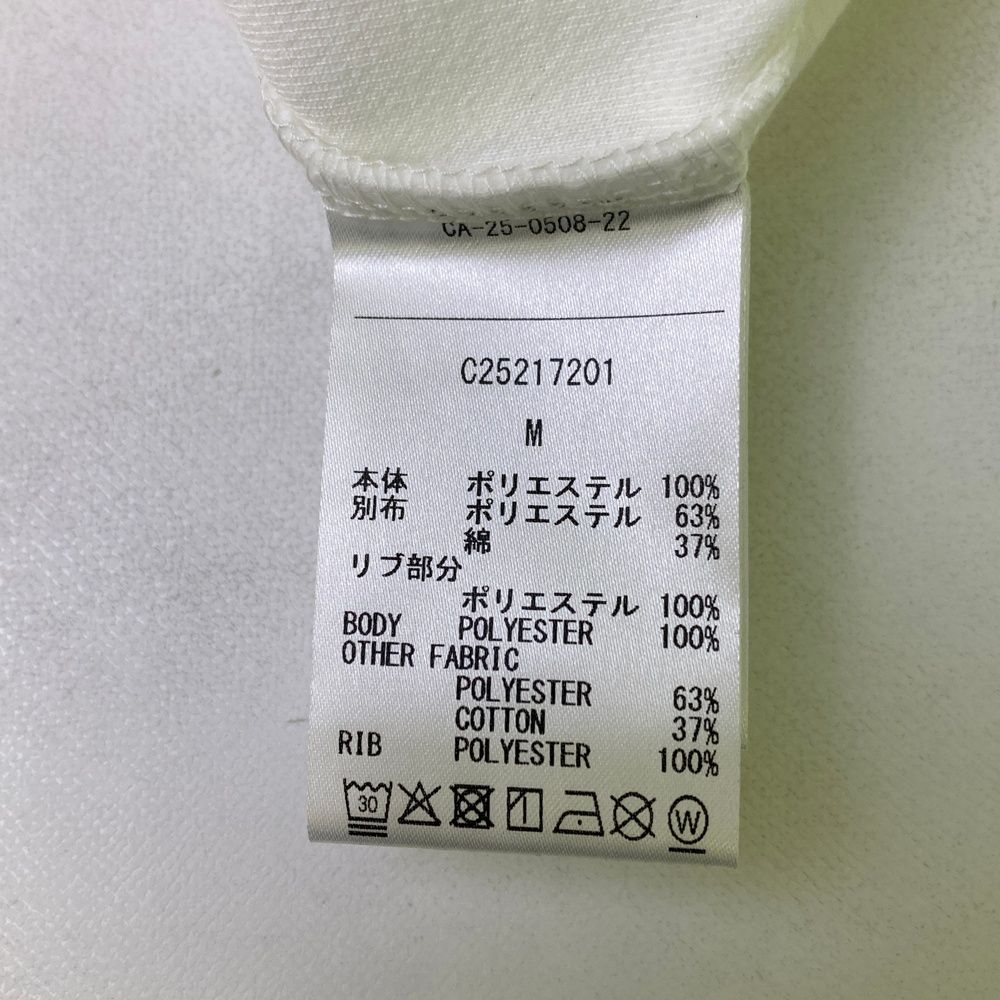 CA-25-0508-22
C25217201
M
本体 ポリエステル 100%
別布 ポリエステル 63%
綿 37%
リブ部分
ポリエステル 100%
BODY POLYESTER 100%
OTHER FABRIC
POLYESTER 63%
COTTON 37%
RIB POLYESTER 100%
30 W